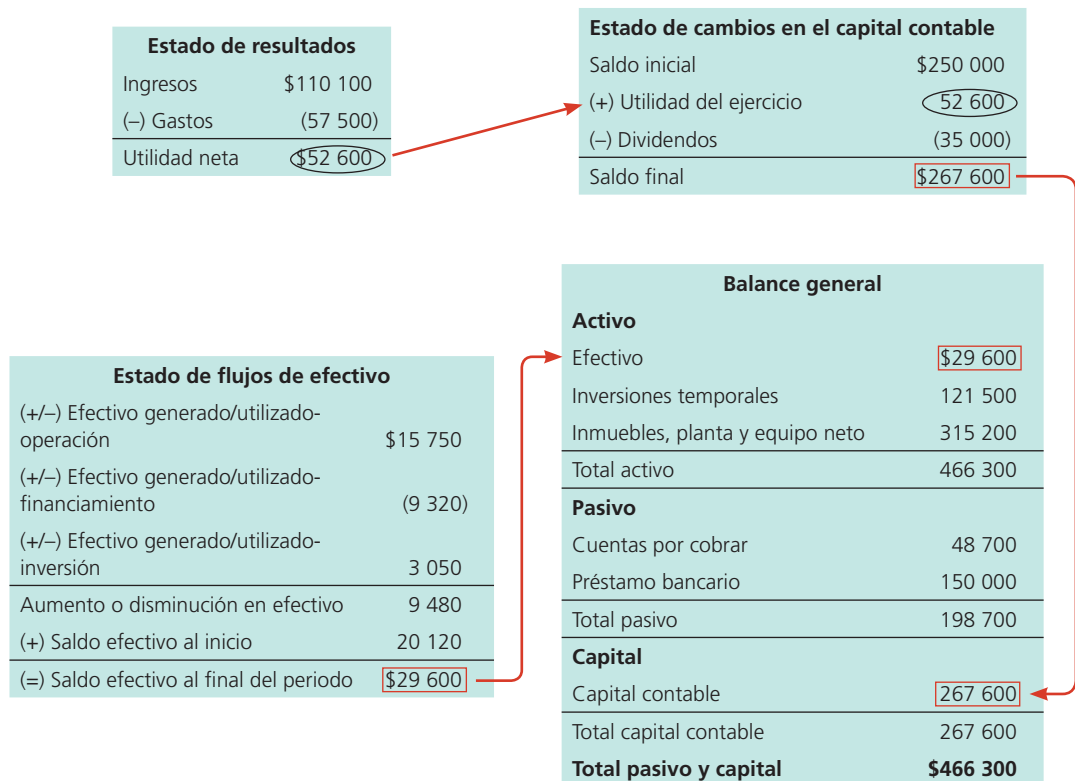 Estado de resultados
Ingresos $110 100
(–) Gastos (57 500)
Utilidad neta $52 600
Estado de cambios en el capital contable
Saldo inicial $250 000
(+) Utilidad del ejercicio 52 600
(–) Dividendos (35 000)
Saldo final $267 600
Estado de flujos de efectivo
(+/–) Efectivo generado/utilizado-
operación $15 750
(+/–) Efectivo generado/utilizado-
financiamiento (9 320)
(+/–) Efectivo generado/utilizado-
inversión 3 050
Aumento o disminución en efectivo 9 480
(+) Saldo efectivo al inicio 20 120
(=) Saldo efectivo al final del periodo $29 600
Balance general
Activo
Efectivo $29 600
Inversiones temporales 121 500
Inmuebles, planta y equipo neto 315 200
Total activo 466 300
Pasivo
Cuentas por cobrar 48 700
Préstamo bancario 150 000
Total pasivo 198 700
Capital
Capital contable 267 600
Total capital contable 267 600
Total pasivo y capital $466 300